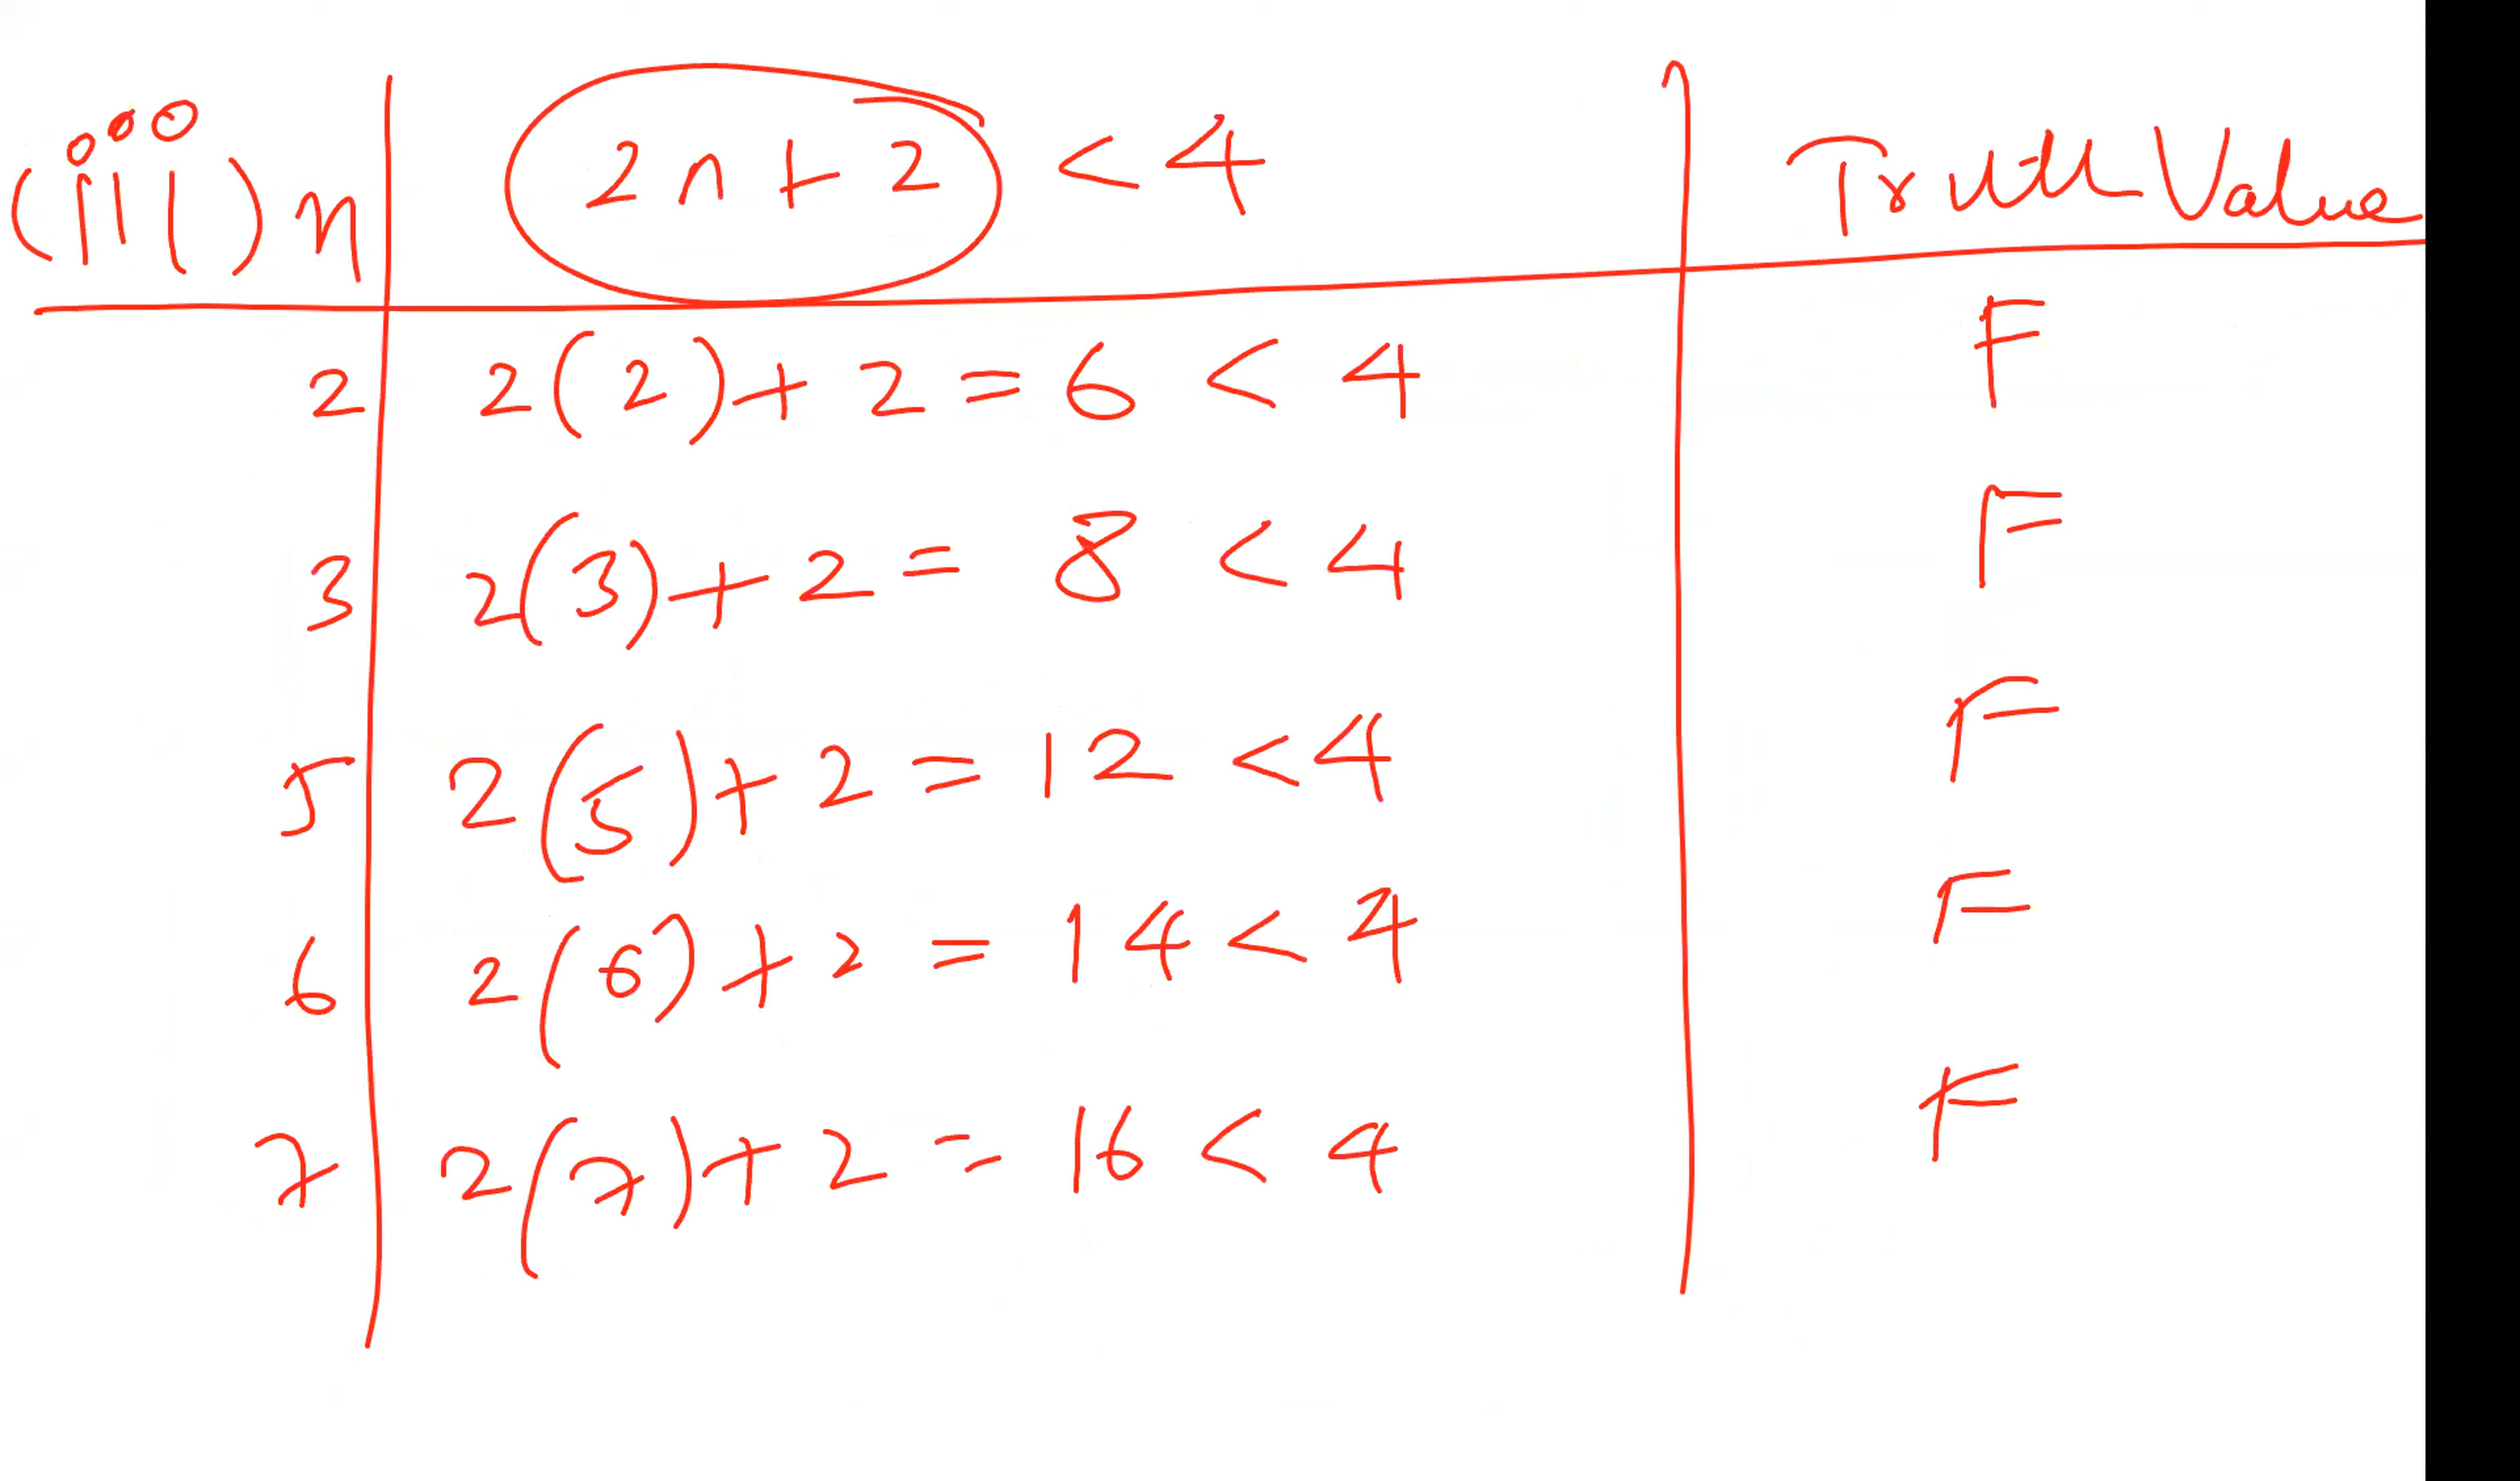 (iii) n 2n+2 < 4 Truth Value
2 2(2)+2=6 < 4 F
3 2(3)+2= 8 < 4 F
5 2(5)+2=12 <4 F
6 2(6)+2=14< 4 F
7 2(7)+2=16< 4 F